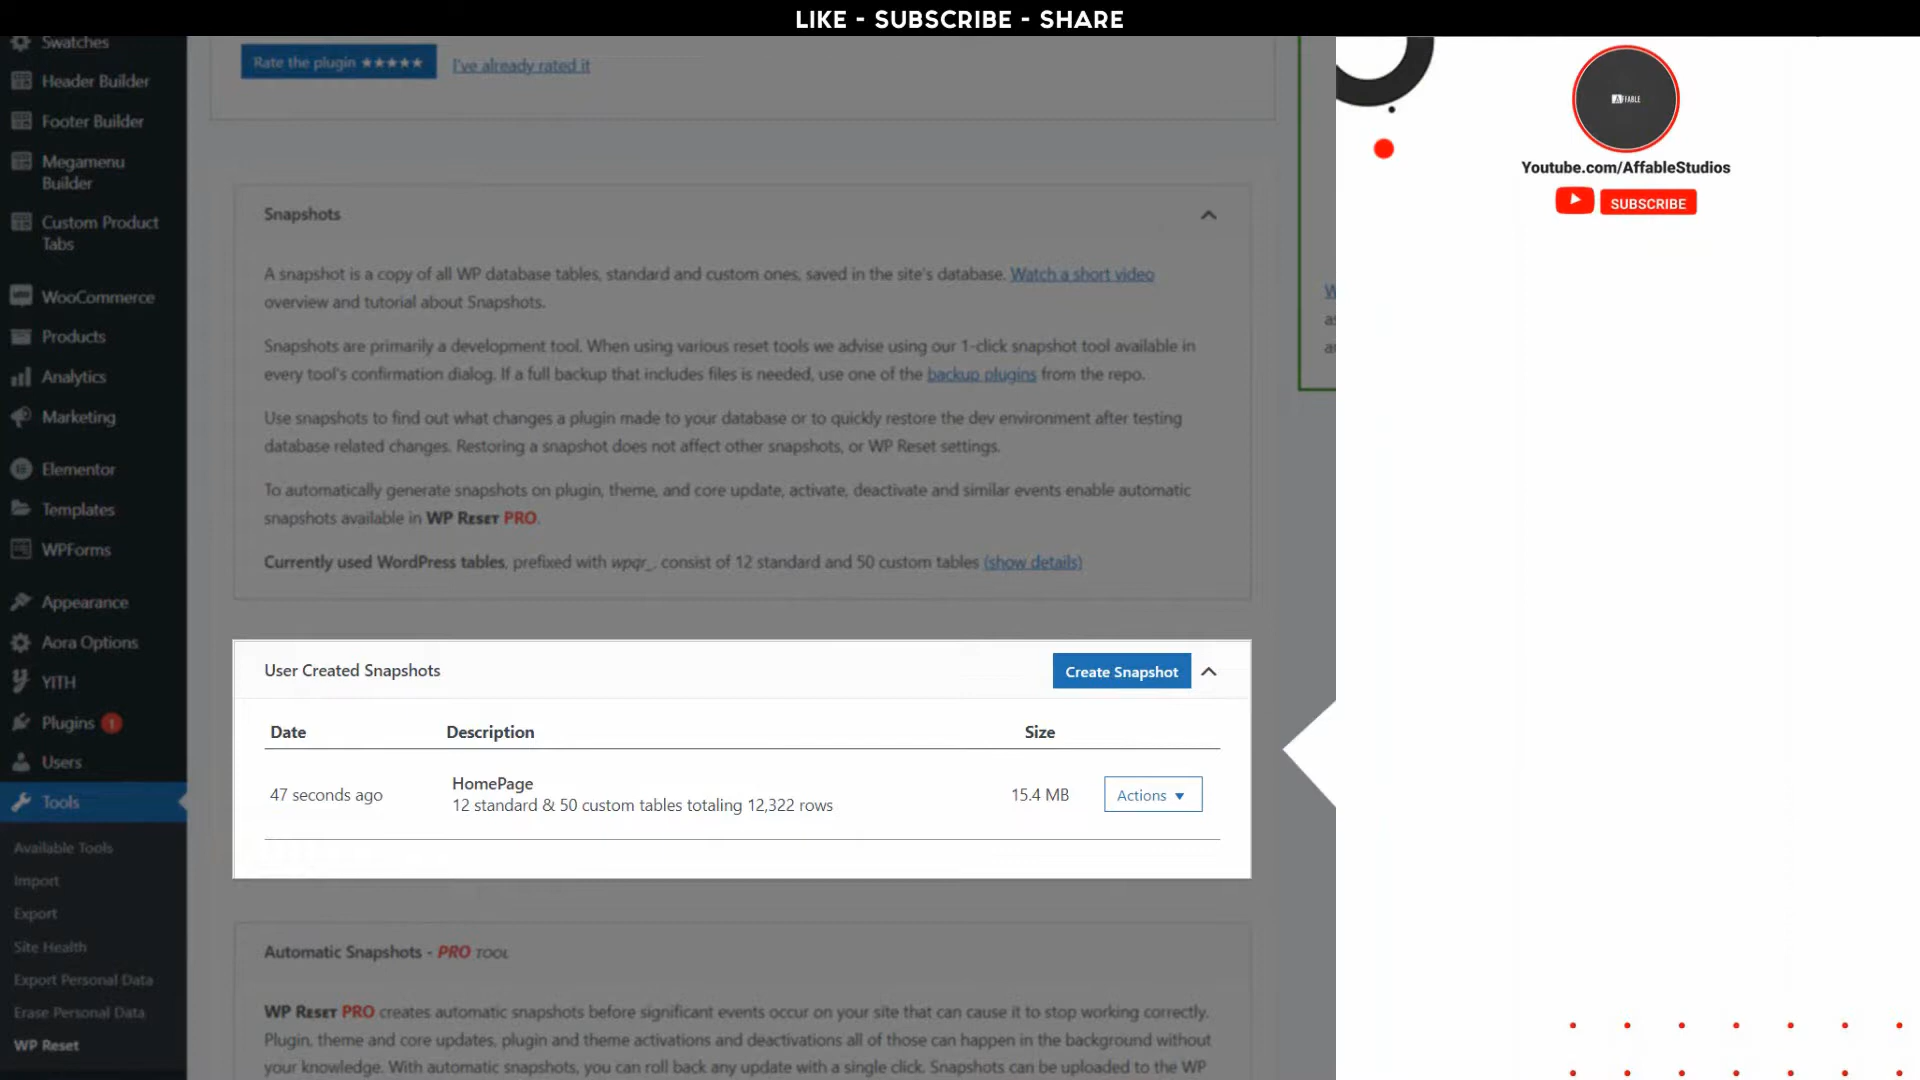 LIKE - SUBSCRIBE - SHARE
Swatches
Header Builder
Footer Builder
Megamenu
Builder
Custom Product
Tabs
WooCommerce
Products
Analytics
Marketing
Elementor
Templates
WPForms
Appearance
Aora Options
YITH
Plugins 1
Users
Tools
Available Tools
Import
Export
Site Health
Export Personal Data
Erase Personal Data
WP Reset
Rate the plugin ★★★★★ I've already rated it
Snapshots
A snapshot is a copy of all WP database tables, standard and custom ones, saved in the site's database. Watch a short video
overview and tutorial about Snapshots.
Snapshots are primarily a development tool. When using various reset tools we advise using our 1-click snapshot tool available in
every tool's confirmation dialog. If a full backup that includes files is needed, use one of the backup plugins from the repo.
Use snapshots to find out what changes a plugin made to your database or to quickly restore the dev environment after testing
database related changes. Restoring a snapshot does not affect other snapshots, or WP Reset settings.
To automatically generate snapshots on plugin, theme, and core update, activate, deactivate and similar events enable automatic
snapshots available in WP RESET PRO.
Currently used WordPress tables, prefixed with wpqr_, consist of 12 standard and 50 custom tables (show details)
User Created Snapshots Create Snapshot
Date Description Size
47 seconds ago HomePage 15.4 MB Actions ▼
12 standard & 50 custom tables totaling 12,322 rows
Automatic Snapshots - PRO TOOL
WP RESET PRO creates automatic snapshots before significant events occur on your site that can cause it to stop working correctly.
Plugin, theme and core updates, plugin and theme activations and deactivations all of those can happen in the background without
your knowledge. With automatic snapshots, you can roll back any update with a single click. Snapshots can be uploaded to the WP
AFFABLE
Youtube.com/AffableStudios
SUBSCRIBE